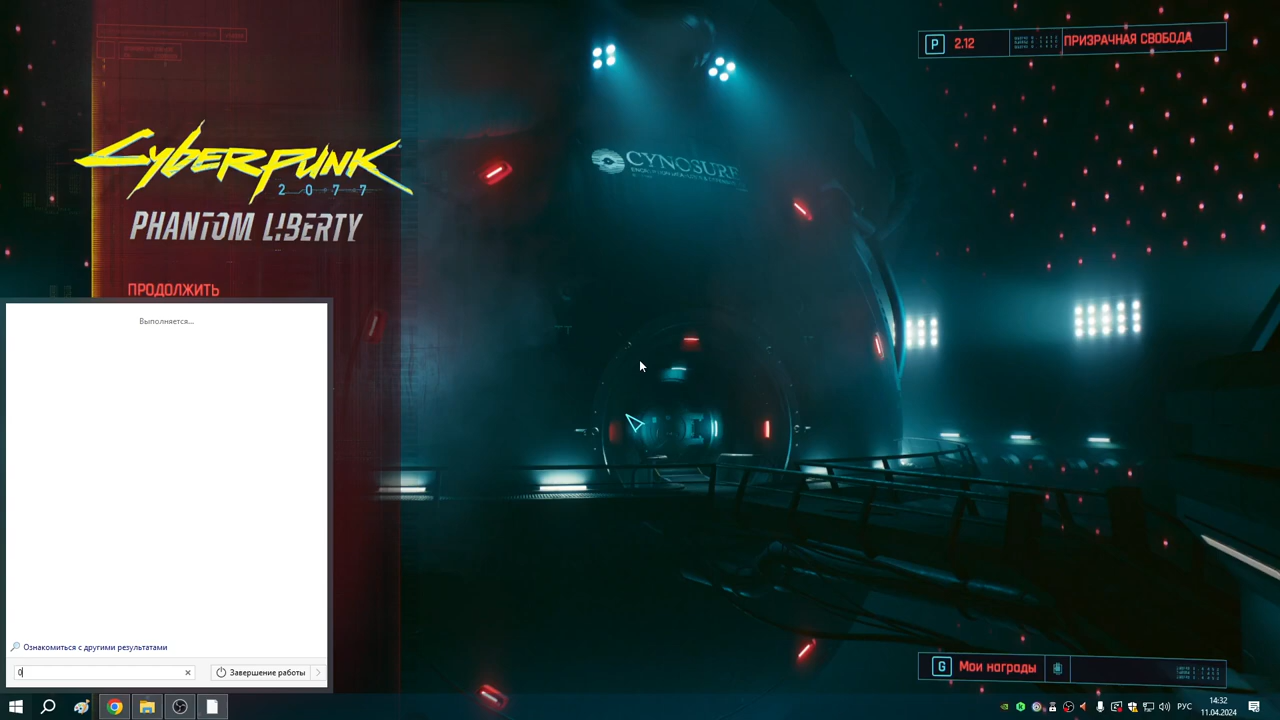 P
2.12
ПРИЗРАЧНАЯ СВОБОДА
CYBERPUNK
2077
PHANTOM LIBERTY
CYNOSURE
ПРОДОЛЖИТЬ
Выполняется...
Ознакомиться с другими результатами
0
Завершение работы
G
Мои награды
РУС
14:32
11.04.2024